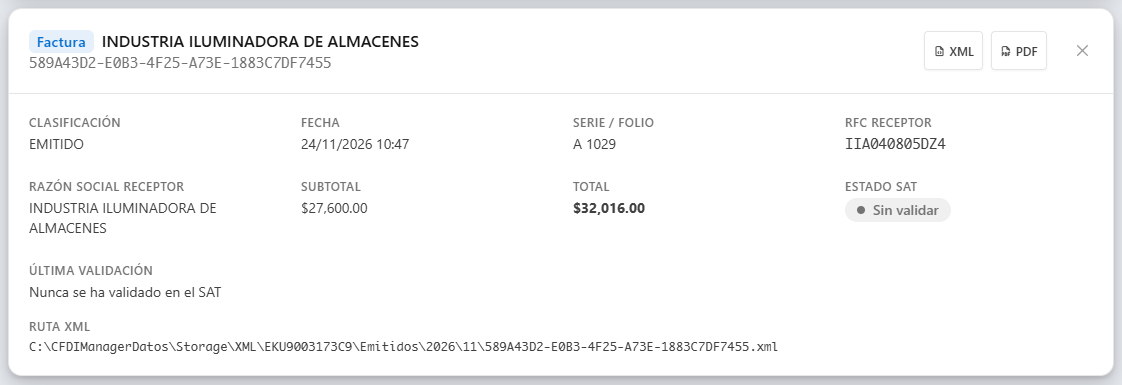 Factura INDUSTRIA ILUMINADORA DE ALMACENES
589A43D2-E0B3-4F25-A73E-1883C7DF7455
XML PDF
CLASIFICACIÓN FECHA SERIE / FOLIO RFC RECEPTOR
EMITIDO 24/11/2026 10:47 A 1029 IIA040805DZ4
RAZÓN SOCIAL RECEPTOR SUBTOTAL TOTAL ESTADO SAT
INDUSTRIA ILUMINADORA DE $27,600.00 $32,016.00 Sin validar
ALMACENES
ÚLTIMA VALIDACIÓN
Nunca se ha validado en el SAT
RUTA XML
C:\CFDIManagerDatos\Storage\XML\EKU9003173C9\Emitidos\2026\11\589A43D2-E0B3-4F25-A73E-1883C7DF7455.xml